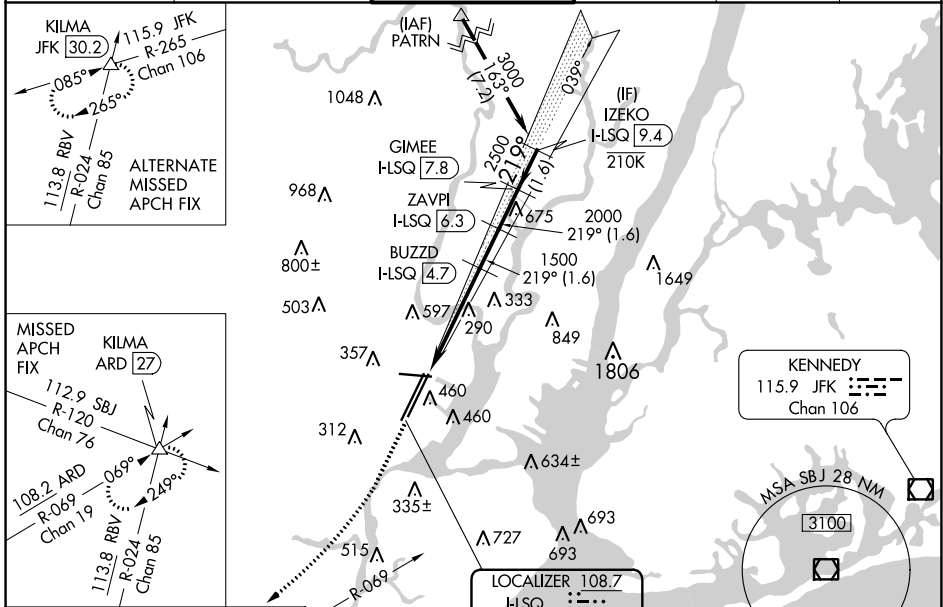 KILMA
JFK 30.2
115.9 JFK
R-265
Chan 106
085°
265°
113.8 RBV
R-024
Chan 85
ALTERNATE
MISSED
APCH FIX
(IAF)
PATRN
3000
163°
(7.2)
039°
(IF)
IZEKO
I-LSQ 9.4
210K
1048
GIMEE
I-LSQ 7.8
2500
219°
(1.6)
968
ZAVPI
I-LSQ 6.3
675
2000
219° (1.6)
BUZZD
I-LSQ 4.7
1500
219° (1.6)
800±
1649
503
597
333
290
849
357
1806
460
460
312
634±
335±
727
693
693
515
R-069
MISSED
APCH
FIX
KILMA
ARD 27
112.9 SBJ
R-120
Chan 76
108.2 ARD
R-069
Chan 19
069°
249°
113.8 RBV
R-024
Chan 85
KENNEDY
115.9 JFK
Chan 106
MSA SBJ 28 NM
3100
LOCALIZER 108.7
I-LSQ